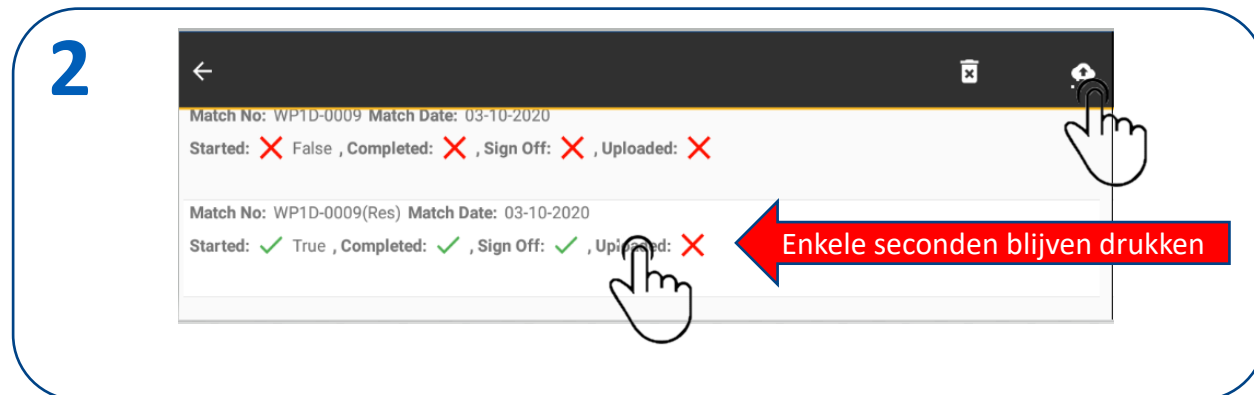 2
Match No: WP1D-0009 Match Date: 03-10-2020
Started: False , Completed: , Sign Off: , Uploaded:
Match No: WP1D-0009(Res) Match Date: 03-10-2020
Started: True , Completed: , Sign Off: , Uploaded:
Enkele seconden blijven drukken